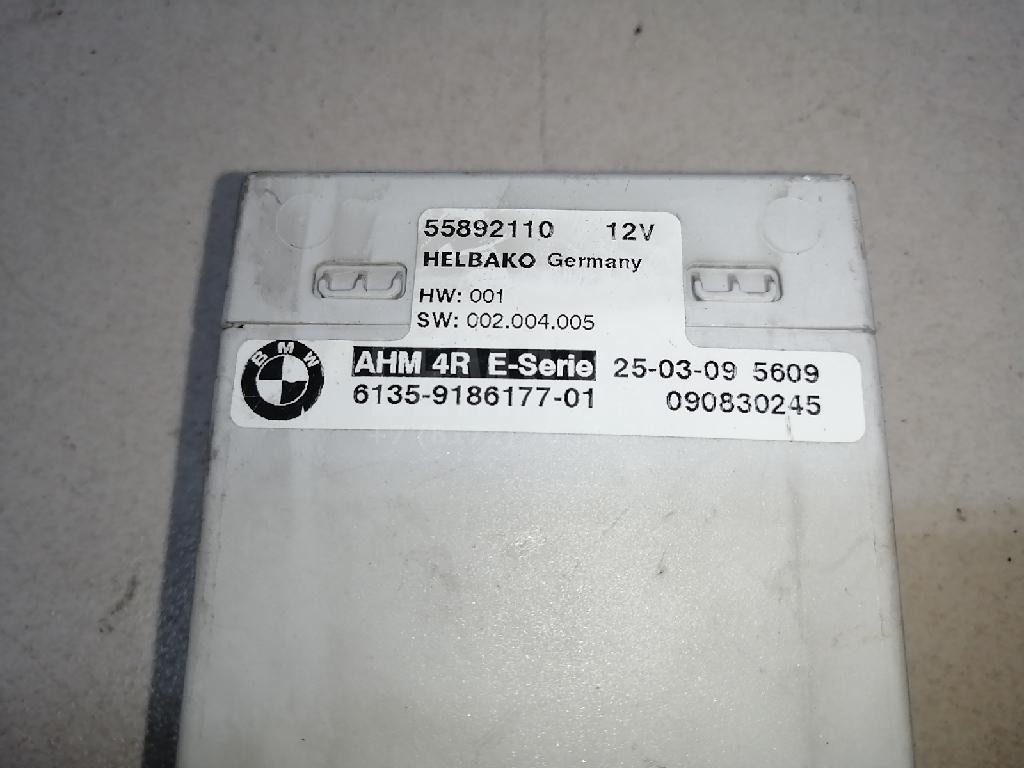 55892110 12V
HELBAKO Germany
HW: 001
SW: 002.004.005
BMW
AHM 4R E-Serie 25-03-09 5609
6135-9186177-01 090830245